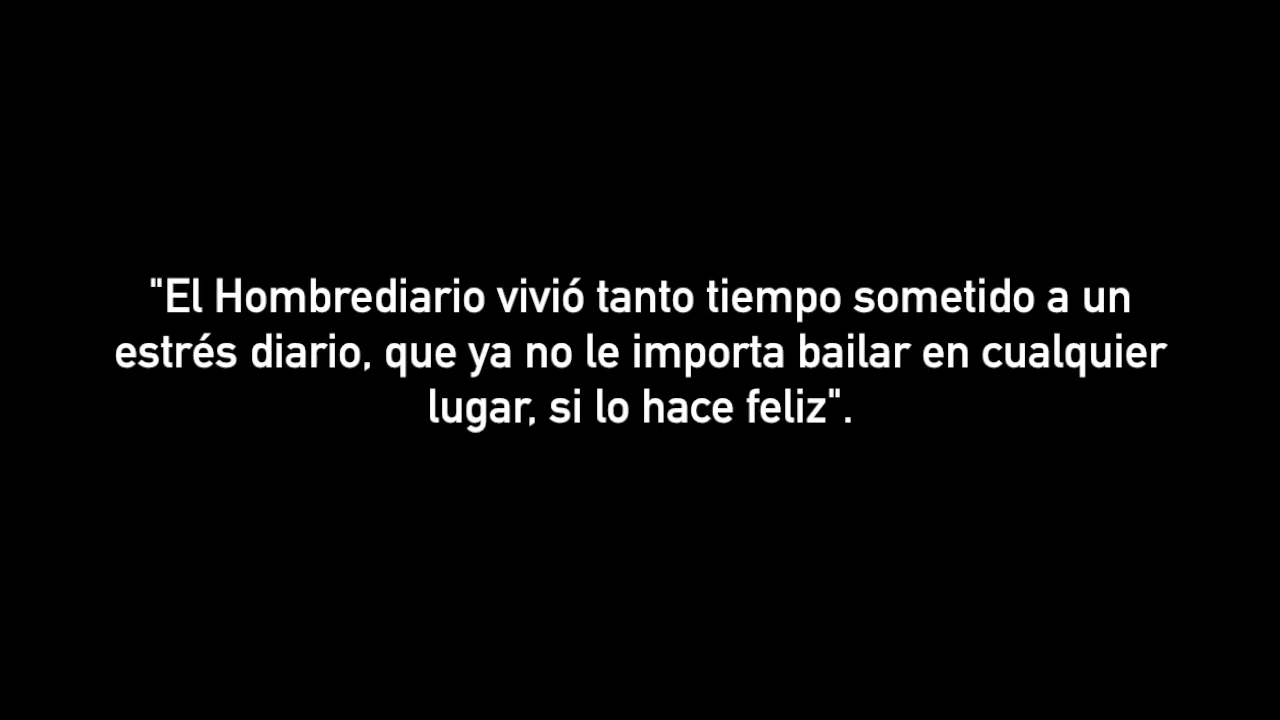 "El Hombrediario vivió tanto tiempo sometido a un
estrés diario, que ya no le importa bailar en cualquier
lugar, si lo hace feliz".